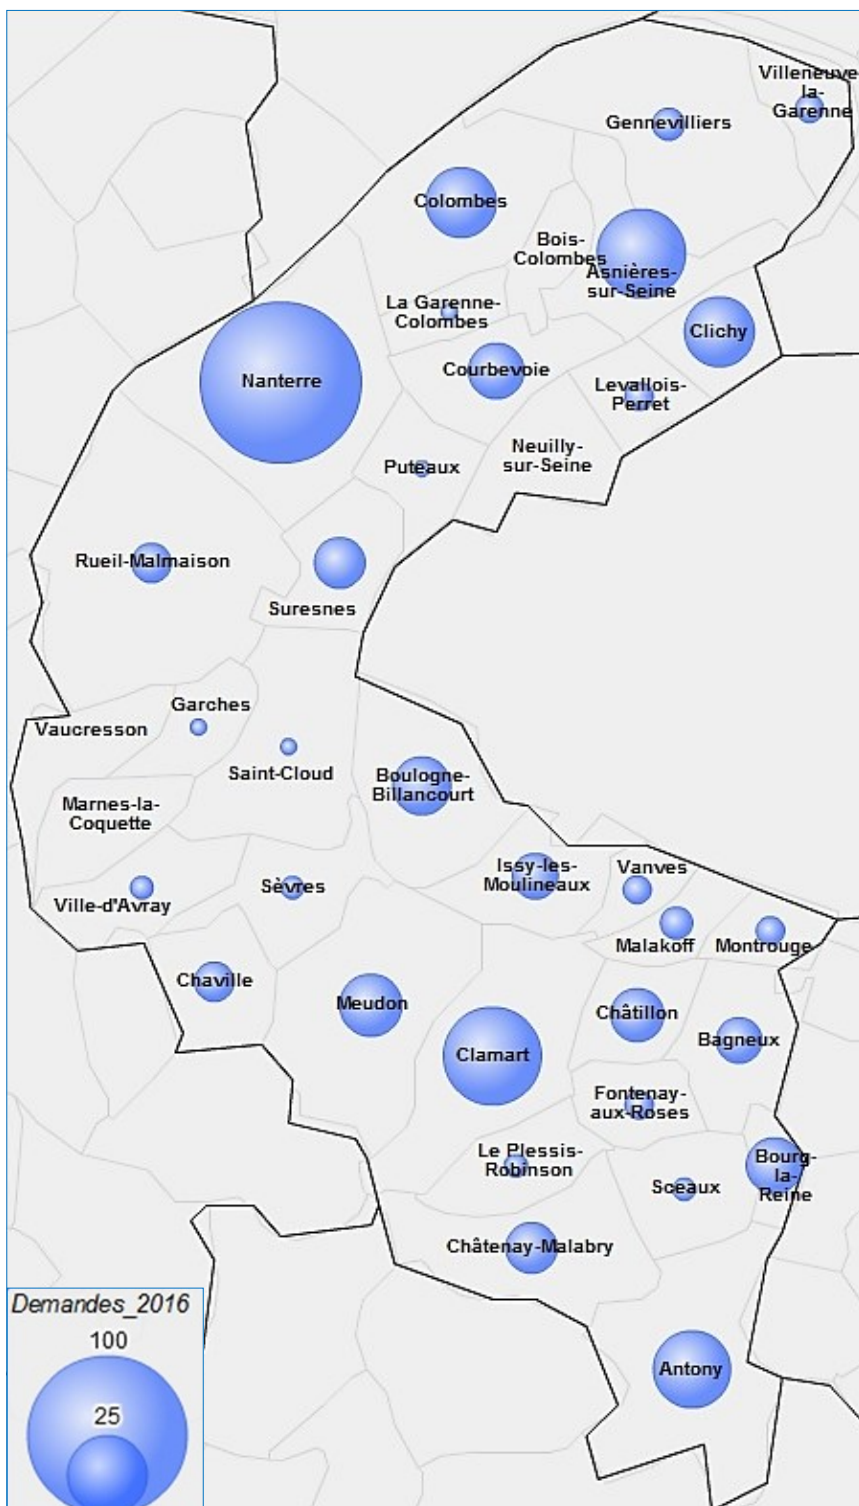 Villeneuve-
la-
Garenne
Gennevilliers
Colombes
Bois-
Colombes
Asnières-
sur-Seine
La Garenne-
Colombes
Clichy
Nanterre
Courbevoie
Levallois-
Perret
Neuilly-
sur-Seine
Puteaux
Rueil-Malmaison
Suresnes
Garches
Vaucresson
Saint-Cloud
Boulogne-
Billancourt
Marnes-la-
Coquette
Issy-les-
Moulineaux
Vanves
Sèvres
Ville-d'Avray
Malakoff
Montrouge
Chaville
Meudon
Châtillon
Bagneux
Clamart
Fontenay-
aux-Roses
Le Plessis-
Robinson
Bourg-
la-
Reine
Sceaux
Châtenay-Malabry
Antony
Demandes_2016
100
25